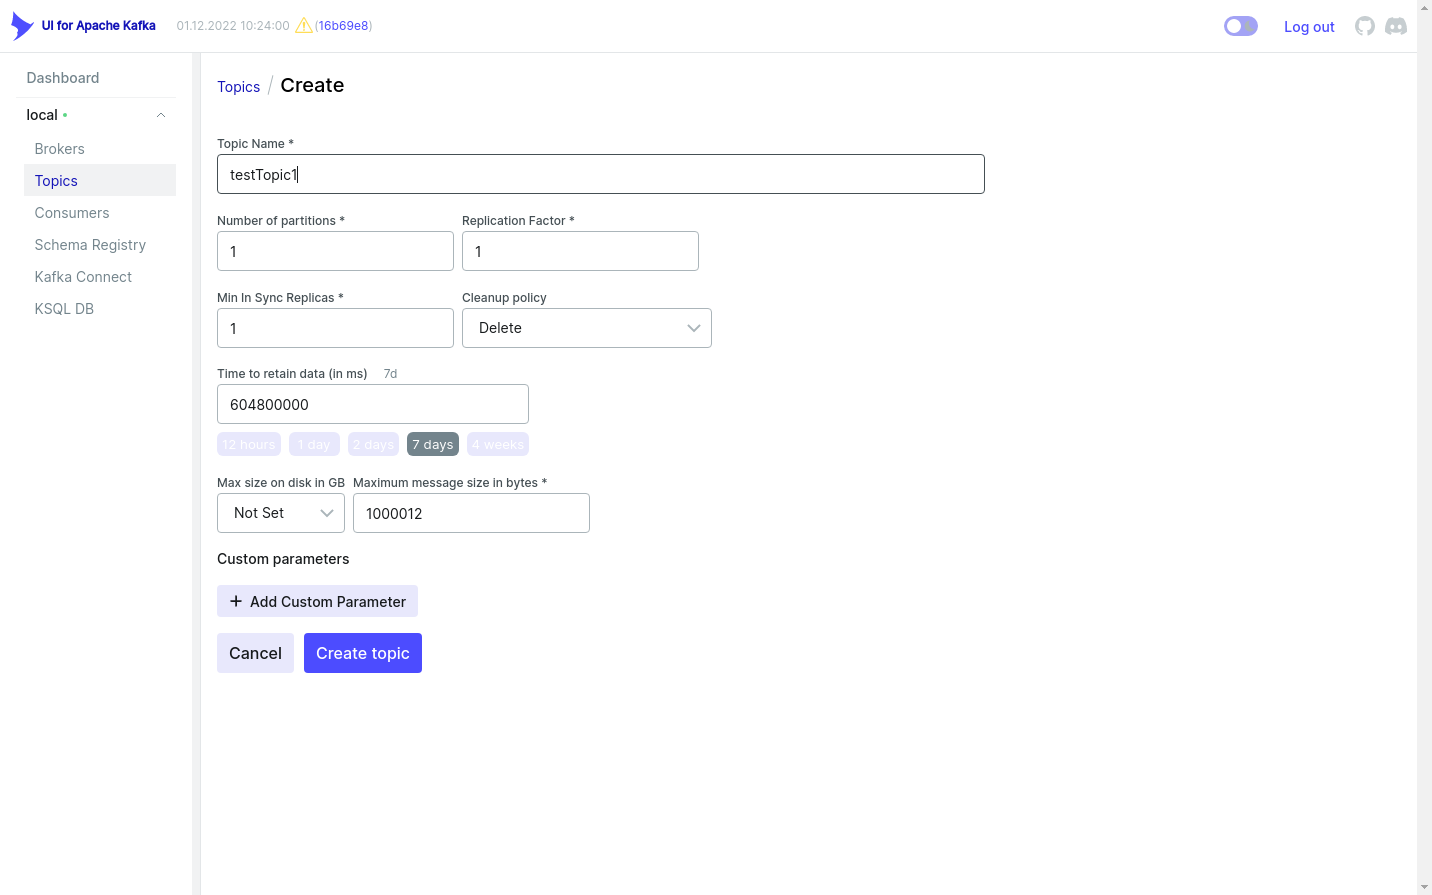 UI for Apache Kafka 01.12.2022 10:24:00 (16b69e8) Log out
Dashboard
local
Brokers
Topics
Consumers
Schema Registry
Kafka Connect
KSQL DB
Topics / Create
Topic Name *
testTopic1
Number of partitions * Replication Factor *
1 1
Min In Sync Replicas * Cleanup policy
1 Delete
Time to retain data (in ms) 7d
604800000
12 hours 1 day 2 days 7 days 4 weeks
Max size on disk in GB Maximum message size in bytes *
Not Set 1000012
Custom parameters
+ Add Custom Parameter
Cancel Create topic